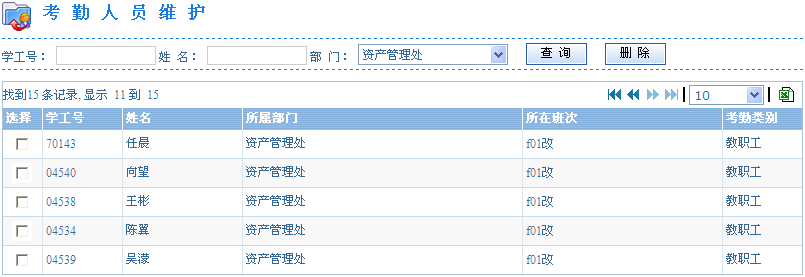 考勤人员维护
学工号： 姓 名： 部 门： 资产管理处 查 询 删 除
找到15 条记录, 显示 11 到 15 10
选择 学工号 姓名 所属部门 所在班次 考勤类别
70143 任晨 资产管理处 f01改 教职工
04540 向望 资产管理处 f01改 教职工
04538 王彬 资产管理处 f01改 教职工
04534 陈翼 资产管理处 f01改 教职工
04539 吴濛 资产管理处 f01改 教职工